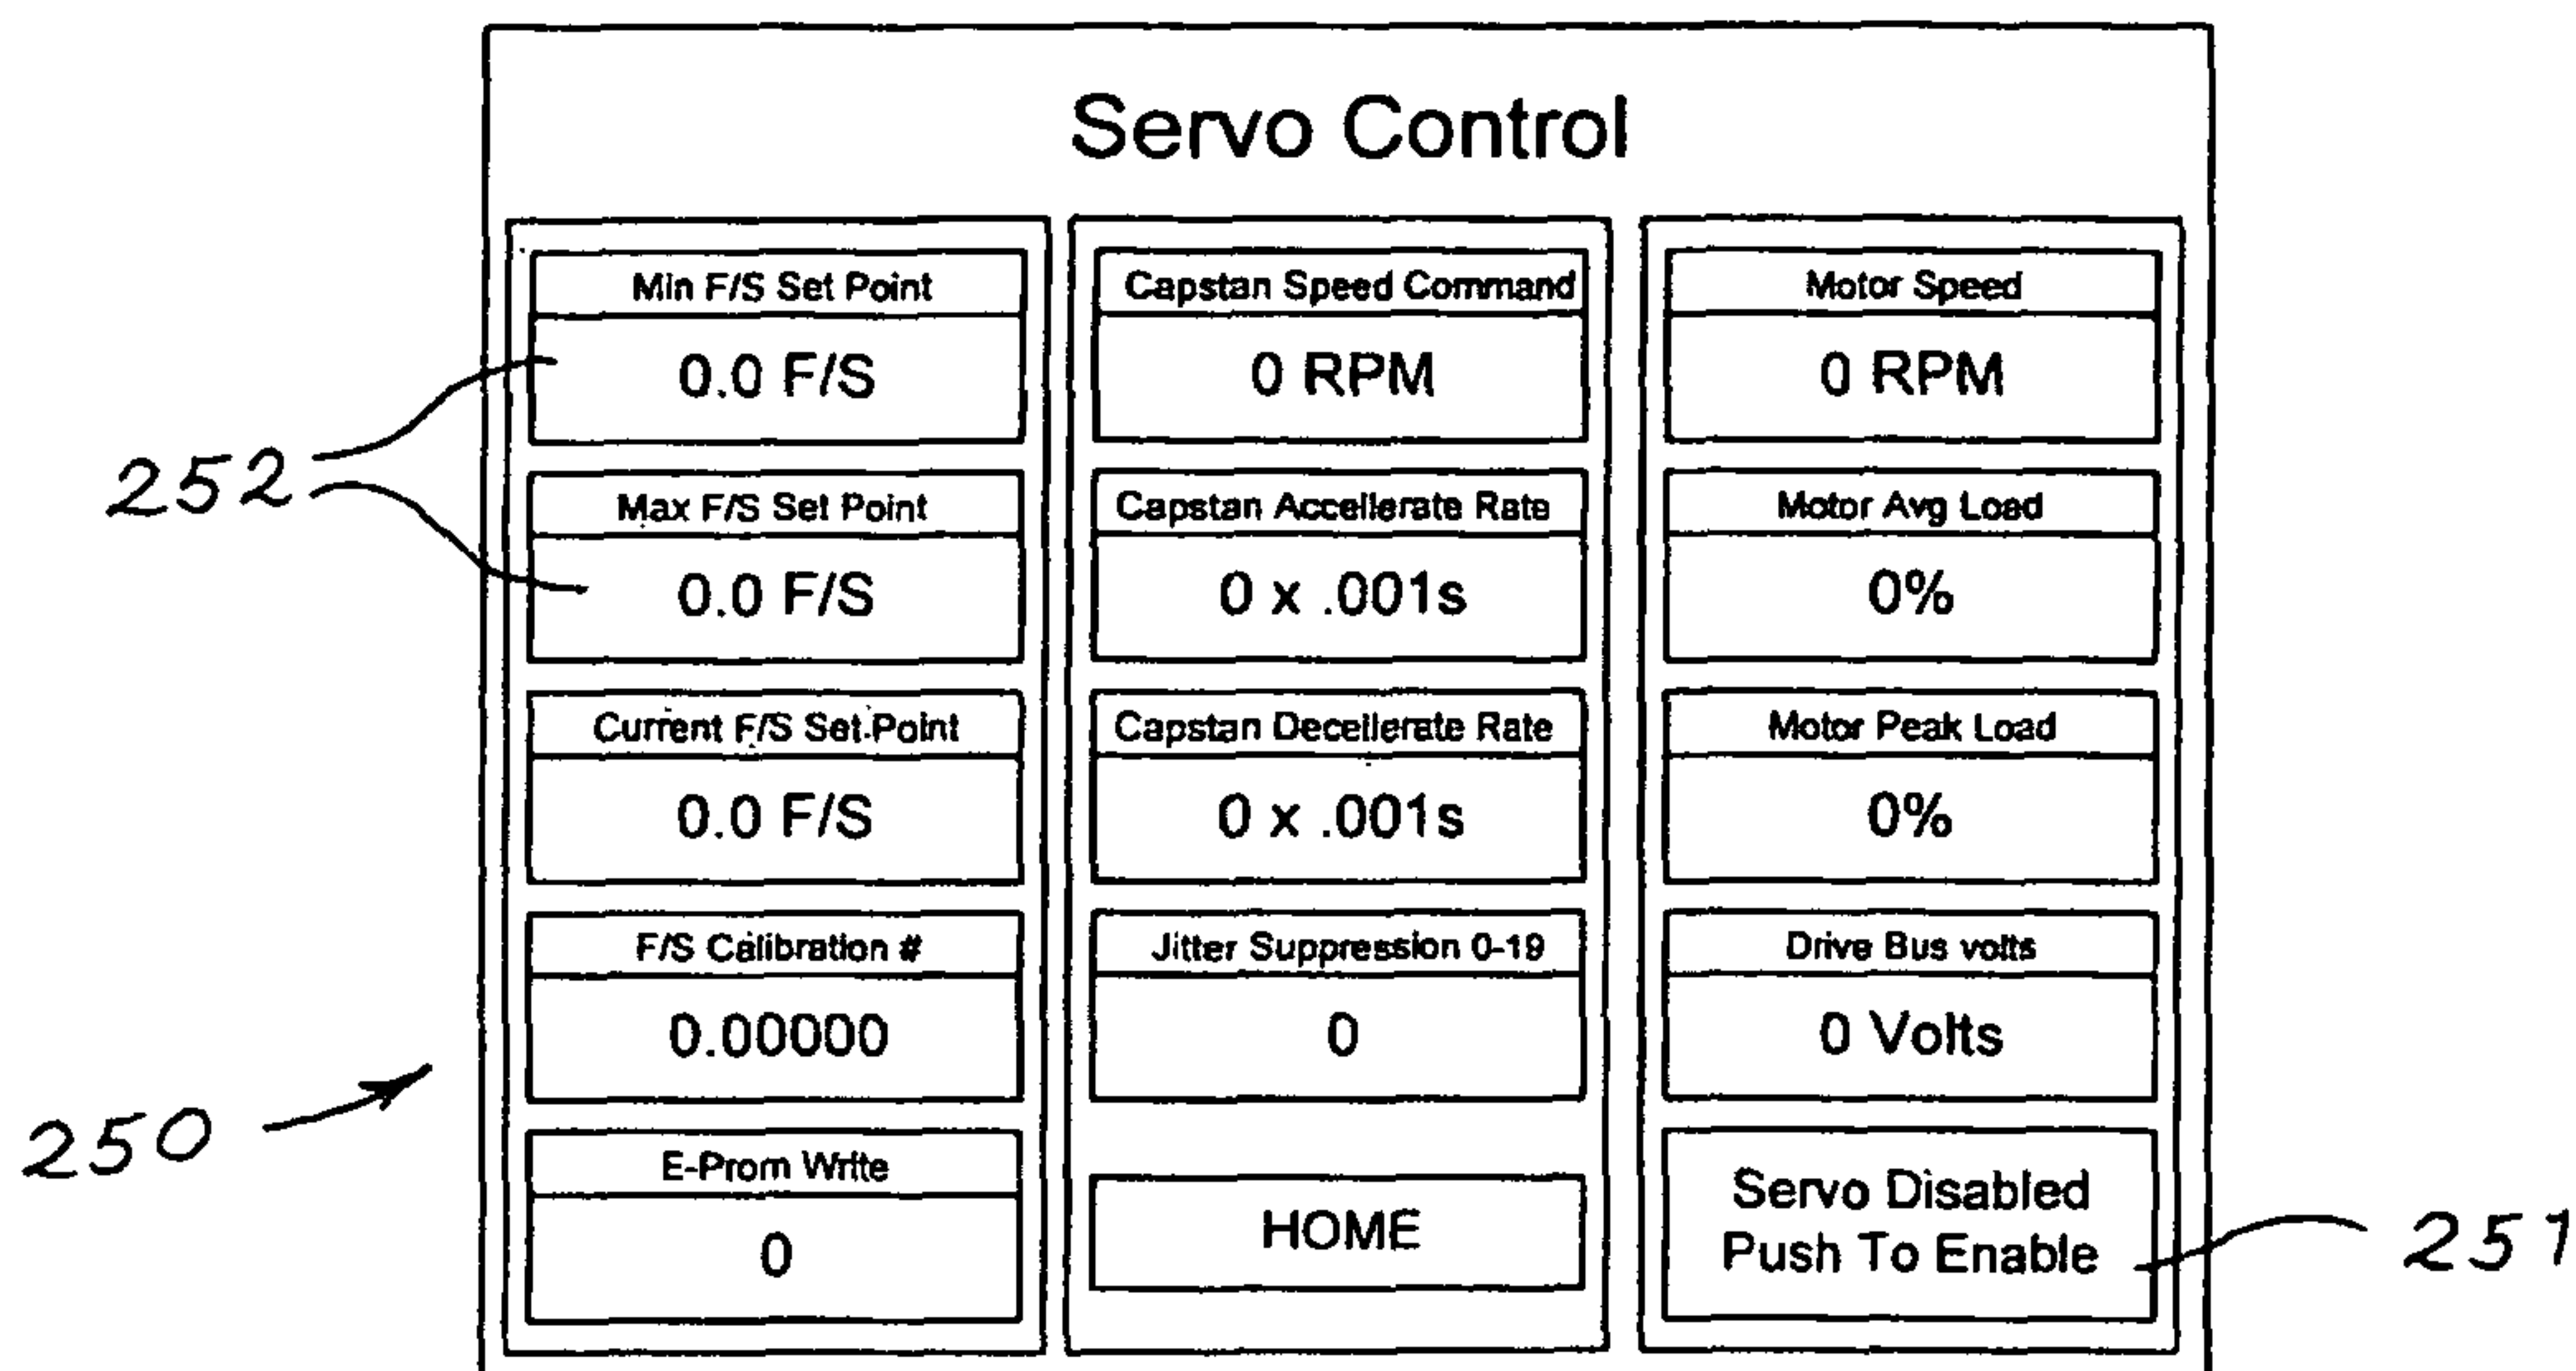 Servo Control
Min F/S Set Point
0.0 F/S
Max F/S Set Point
0.0 F/S
Current F/S Set Point
0.0 F/S
F/S Calibration #
0.00000
E-Prom Write
0
Capstan Speed Command
0 RPM
Capstan Accellerate Rate
0 x .001s
Capstan Decellerate Rate
0 x .001s
Jitter Suppression 0-19
0
HOME
Motor Speed
0 RPM
Motor Avg Load
0%
Motor Peak Load
0%
Drive Bus volts
0 Volts
Servo Disabled
Push To Enable
252
250
251